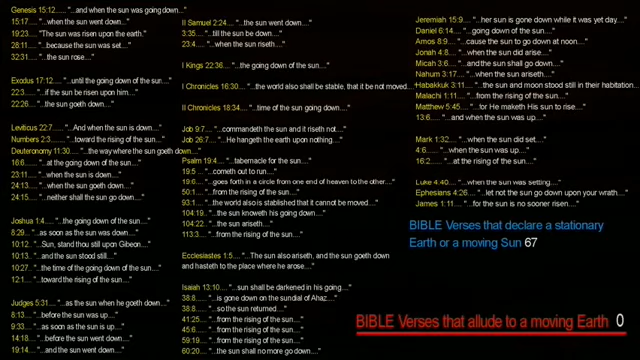 Genesis 15:12...... "...and when the sun was going down..."
15:17..... "...when the sun went down..."
19:23..... "The sun was risen upon the earth."
28:11..... "...because the sun was set..."
32:31..... "...the sun rose..."
Exodus 17:12..... "...until the going down of the sun..."
22:3..... "...if the sun be risen upon him..."
22:26..... "...the sun goeth down..."
Leviticus 22:7.... "...And when the sun is down..."
Numbers 2:3..... "...toward the rising of the sun..."
Deuteronomy 11:30.... "...the way where the sun goeth down..."
16:6..... "...at the going down of the sun..."
23:11.... "...when the sun is down..."
24:13.... "...when the sun goeth down..."
24:15.... "...neither shall the sun go down..."
Joshua 1:4.... "...the going down of the sun..."
8:29... "...as soon as the sun was down..."
10:12.. "...Sun, stand thou still upon Gibeon..."
10:13.. "...and the sun stood still..."
10:27.. "...the time of the going down of the sun..."
12:1.... "...toward the rising of the sun..."
Judges 5:31.... "...as the sun when he goeth down..."
8:13.... "...before the sun was up..."
9:33.... "...as soon as the sun is up..."
14:18... "...before the sun went down..."
19:14... "...and the sun went down..."
II Samuel 2:24.... "...the sun went down..."
3:35.... "...till the sun be down..."
23:4.... "...when the sun riseth..."
I Kings 22:36.... "...the going down of the sun..."
I Chronicles 16:30.... "...the world also shall be stable, that it be not moved..."
II Chronicles 18:34.... "...time of the sun going down..."
Job 9:7.... "...commandeth the sun and it riseth not..."
Job 26:7.... "...He hangeth the earth upon nothing..."
Psalm 19:4.... "...tabernacle for the sun..."
19:5 .... "...cometh out to run..."
19:6.... "...goes forth in a circle from one end of heaven to the other..."
50:1.... "...from the rising of the sun..."
93:1.... "...the world also is stablished that it cannot be moved..."
104:19.. "...the sun knoweth his going down..."
104:22.. "...the sun ariseth..."
113:3... "...from the rising of the sun..."
Ecclesiastes 1:5.... "...The sun also ariseth, and the sun goeth down
and hasteth to the place where he arose..."
Isaiah 13:10.... "...sun shall be darkened in his going..."
38:8..... "...is gone down on the sundial of Ahaz..."
38:8..... "...so the sun returned..."
41:25.... "...from the rising of the sun..."
45:6..... "...from the rising of the sun..."
59:19.... "...from the rising of the sun..."
60:20.... "...the sun shall no more go down..."
Jeremiah 15:9.... "...her sun is gone down while it was yet day..."
Daniel 6:14.... "...going down of the sun..."
Amos 8:9.... "...cause the sun to go down at noon..."
Jonah 4:8.... "...when the sun did arise..."
Micah 3:6.... "...and the sun shall go down..."
Nahum 3:17.... "...when the sun ariseth..."
Habakkuk 3:11.... "...the sun and moon stood still in their habitation..."
Malachi 1:11.... "...from the rising of the sun..."
Matthew 5:45.... "...for He maketh His sun to rise..."
13:6.... "...and when the sun was up..."
Mark 1:32.... "...when the sun did set..."
4:6..... "...when the sun was up..."
16:2.... "...at the rising of the sun..."
Luke 4:40.... "...when the sun was setting..."
Ephesians 4:26.... "...let not the sun go down upon your wrath..."
James 1:11.... "...for the sun is no sooner risen..."
BIBLE Verses that declare a stationary
Earth or a moving Sun 67
BIBLE Verses that allude to a moving Earth 0